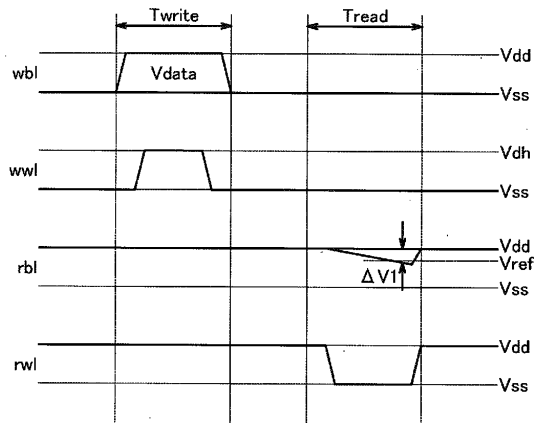 Twrite Tread
Vdd
wbl Vdata
Vss
Vdh
wwl
Vss
Vdd
rbl Vref
ΔV1
Vss
Vdd
rwl
Vss